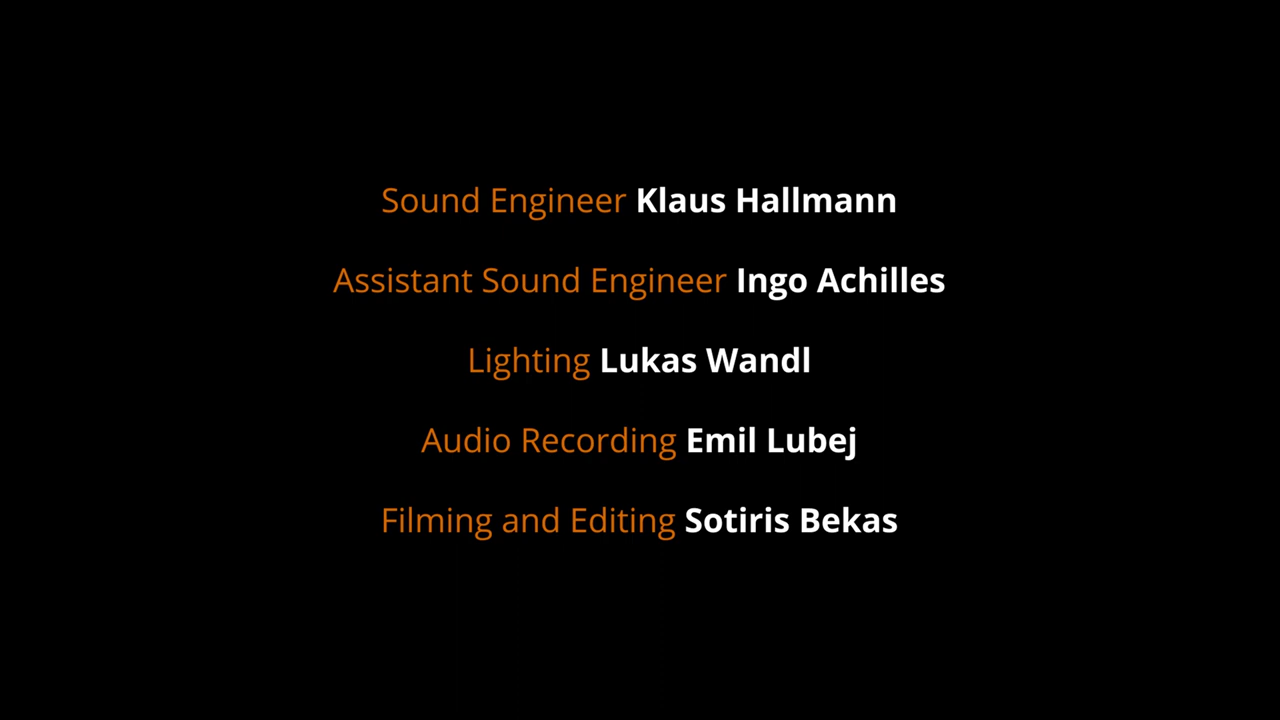 Sound Engineer Klaus Hallmann
Assistant Sound Engineer Ingo Achilles
Lighting Lukas Wandl
Audio Recording Emil Lubej
Filming and Editing Sotiris Bekas